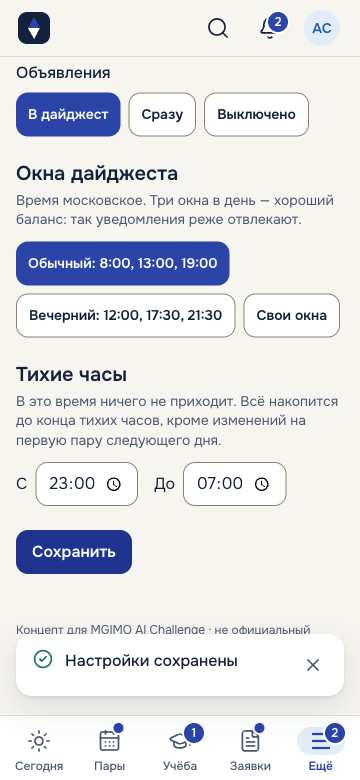 2
АС
Объявления
В дайджест
Сразу
Выключено
Окна дайджеста
Время московское. Три окна в день — хороший
баланс: так уведомления реже отвлекают.
Обычный: 8:00, 13:00, 19:00
Вечерний: 12:00, 17:30, 21:30
Свои окна
Тихие часы
В это время ничего не приходит. Всё накопится
до конца тихих часов, кроме изменений на
первую пару следующего дня.
С 23:00 До 07:00
Сохранить
Концепт для MGIMO AI Challenge · не официальный
Настройки сохранены
1
2
Сегодня
Пары
Учёба
Заявки
Ещё